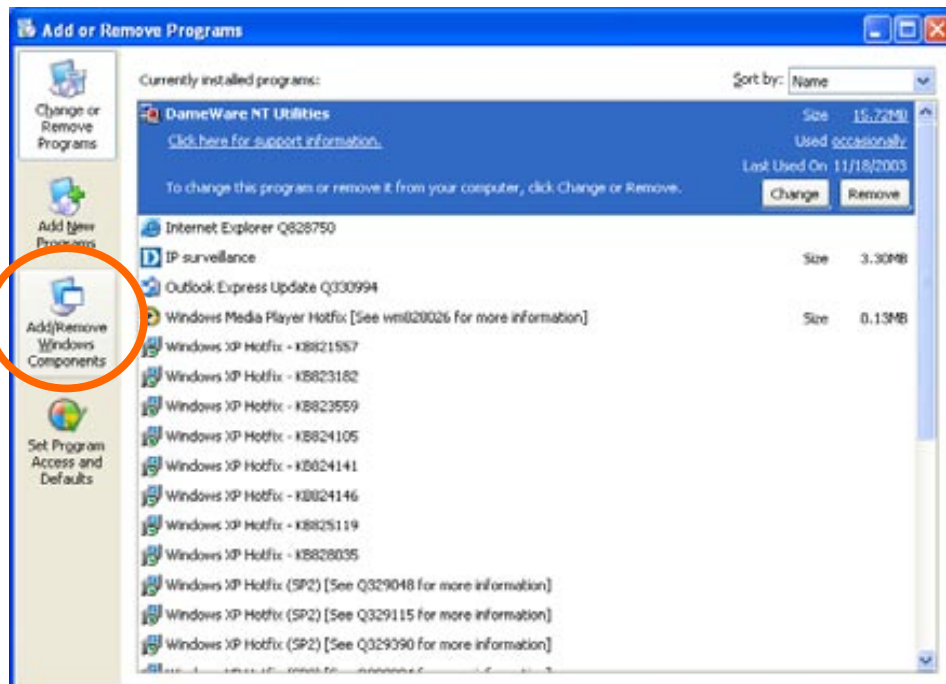 Add or Remove Programs
Change or
Remove
Programs
Add New
Programs
Add/Remove
Windows
Components
Set Program
Access and
Defaults
Currently installed programs:
Sort by: Name
DameWare NT Utilities Size 15.72MB
Click here for support information. Used occasionally
Last Used On 11/18/2003
To change this program or remove it from your computer, click Change or Remove. Change Remove
Internet Explorer Q828750
IP surveillance Size 3.30MB
Outlook Express Update Q330994
Windows Media Player Hotfix [See wm828026 for more information] Size 0.13MB
Windows XP Hotfix - KB821557
Windows XP Hotfix - KB823182
Windows XP Hotfix - KB823559
Windows XP Hotfix - KB824105
Windows XP Hotfix - KB824141
Windows XP Hotfix - KB824146
Windows XP Hotfix - KB825119
Windows XP Hotfix - KB828035
Windows XP Hotfix (SP2) [See Q329048 for more information]
Windows XP Hotfix (SP2) [See Q329115 for more information]
Windows XP Hotfix (SP2) [See Q329390 for more information]